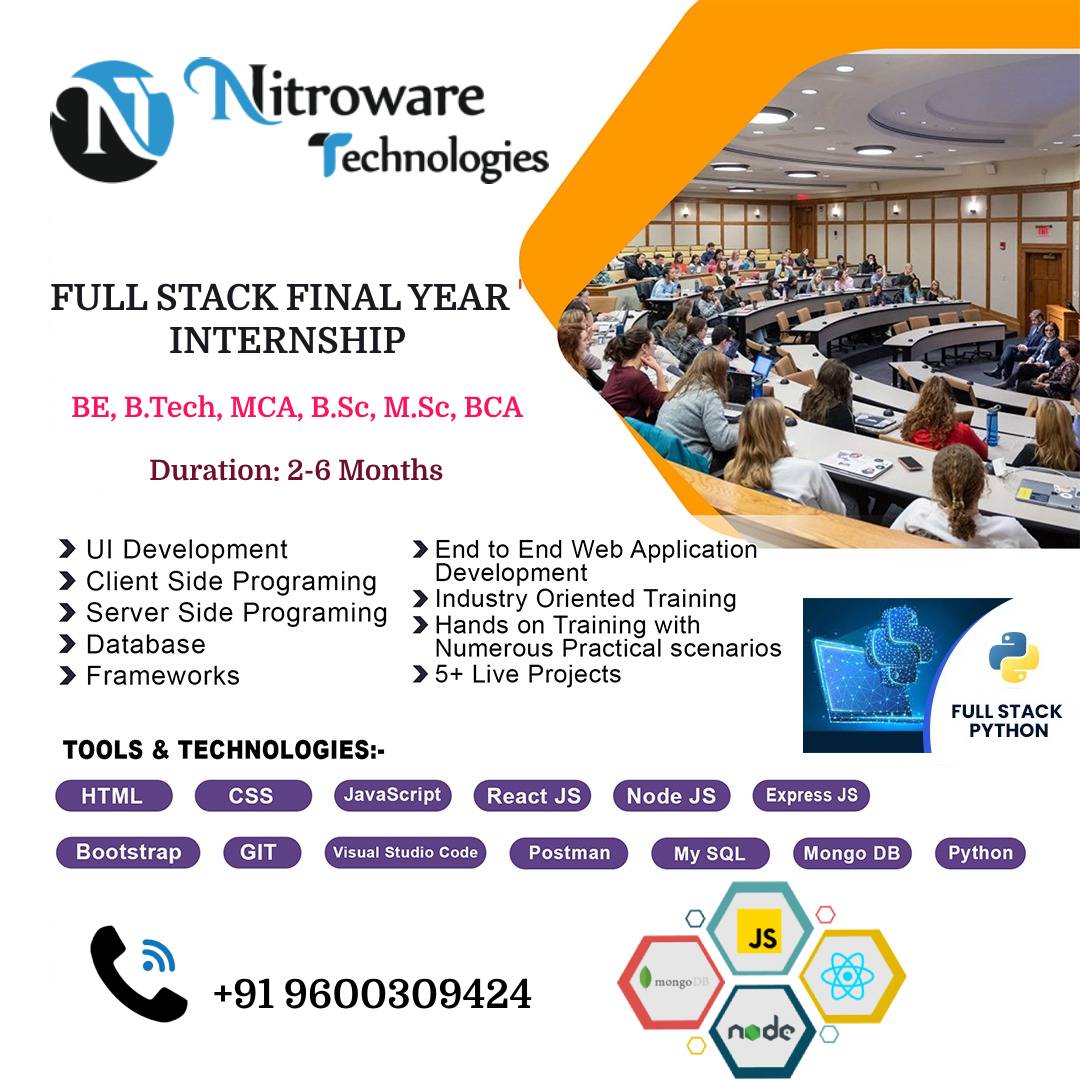 Nitroware
Technologies
FULL STACK FINAL YEAR
INTERNSHIP
BE, B.Tech, MCA, B.Sc, M.Sc, BCA
Duration: 2-6 Months
UI Development
Client Side Programing
Server Side Programing
Database
Frameworks
End to End Web Application
Development
Industry Oriented Training
Hands on Training with
Numerous Practical scenarios
5+ Live Projects
FULL STACK
PYTHON
TOOLS & TECHNOLOGIES:-
HTML CSS JavaScript React JS Node JS Express JS
Bootstrap GIT Visual Studio Code Postman My SQL Mongo DB Python
+91 9600309424
JS
mongoDB
node
EXIT
N